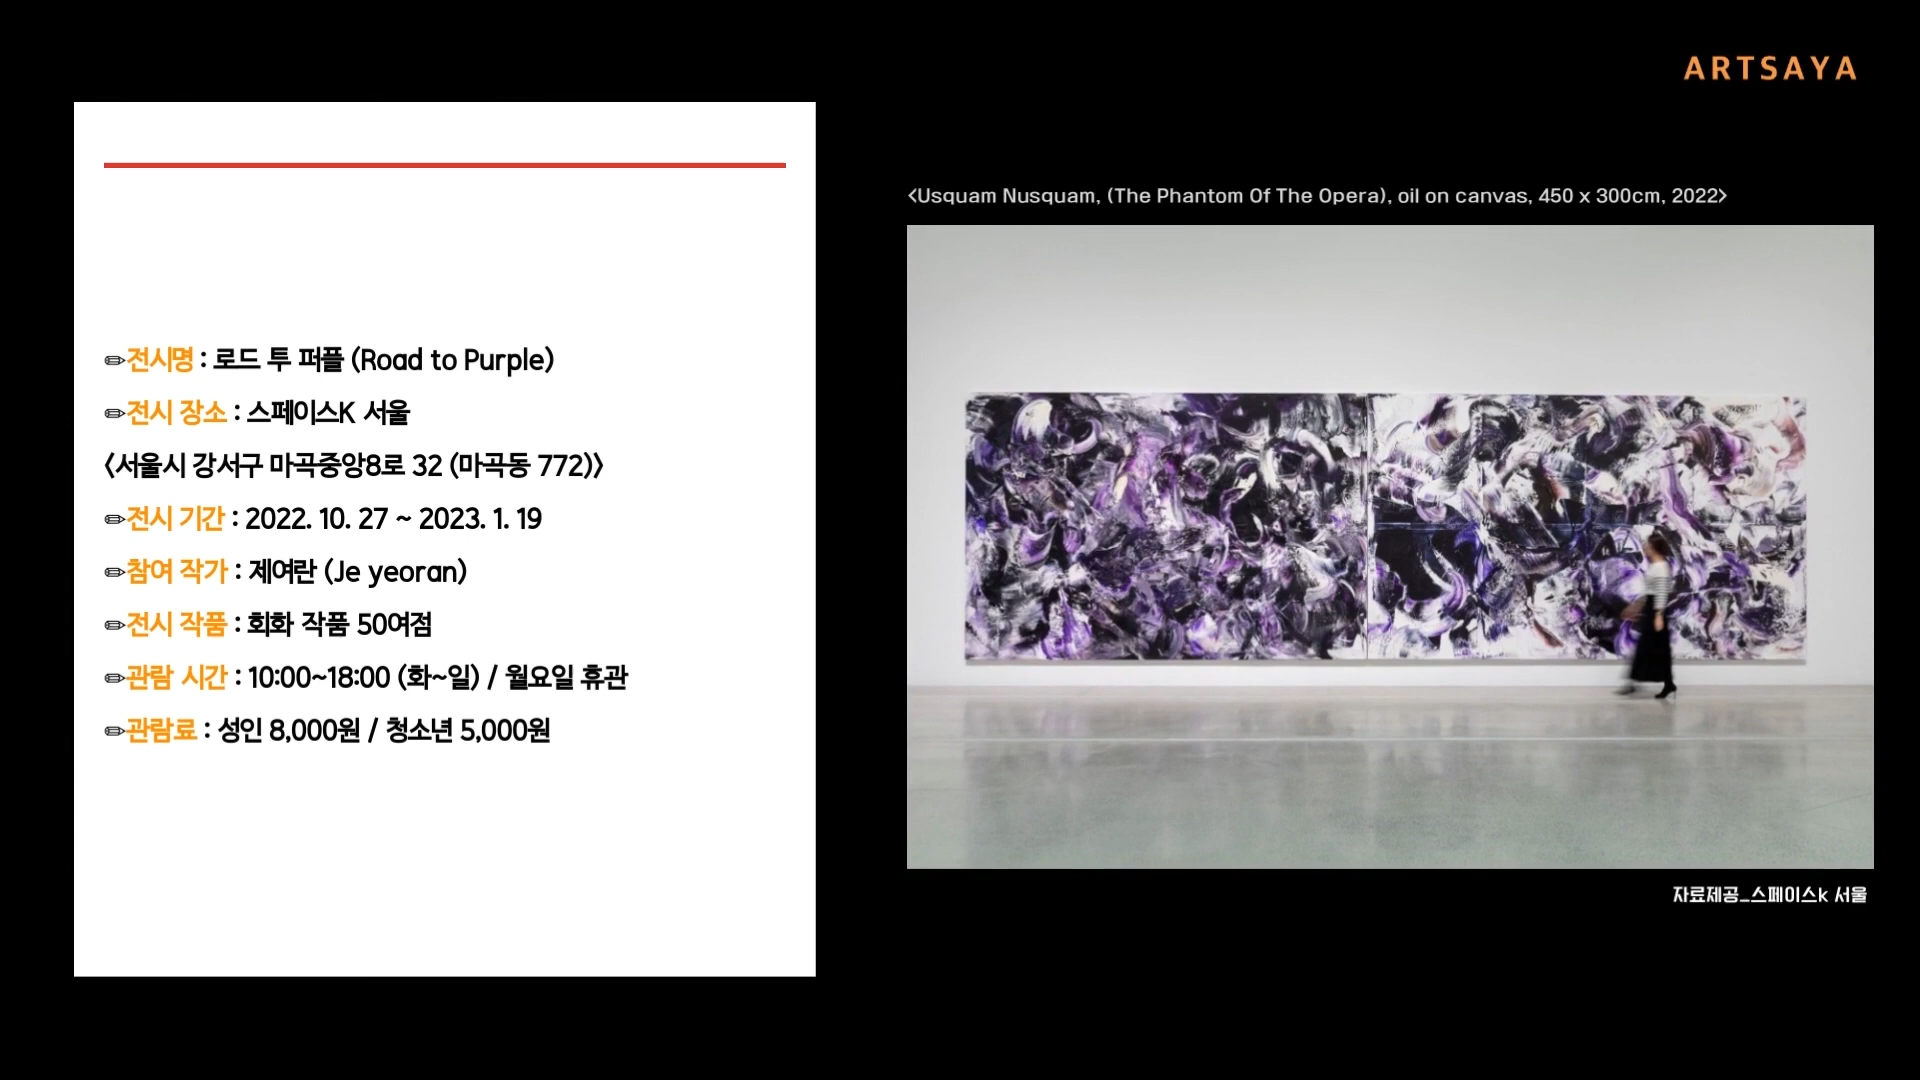 ARTSAYA
✏전시명 : 로드 투 퍼플 (Road to Purple)
✏전시 장소 : 스페이스K 서울
<서울시 강서구 마곡중앙8로 32 (마곡동 772)>
✏전시 기간 : 2022. 10. 27 ~ 2023. 1. 19
✏참여 작가 : 제여란 (Je yeoran)
✏전시 작품 : 회화 작품 50여점
✏관람 시간 : 10:00~18:00 (화~일) / 월요일 휴관
✏관람료 : 성인 8,000원 / 청소년 5,000원
<Usquam Nusquam, (The Phantom Of The Opera), oil on canvas, 450 x 300cm, 2022>
자료제공_스페이스k 서울